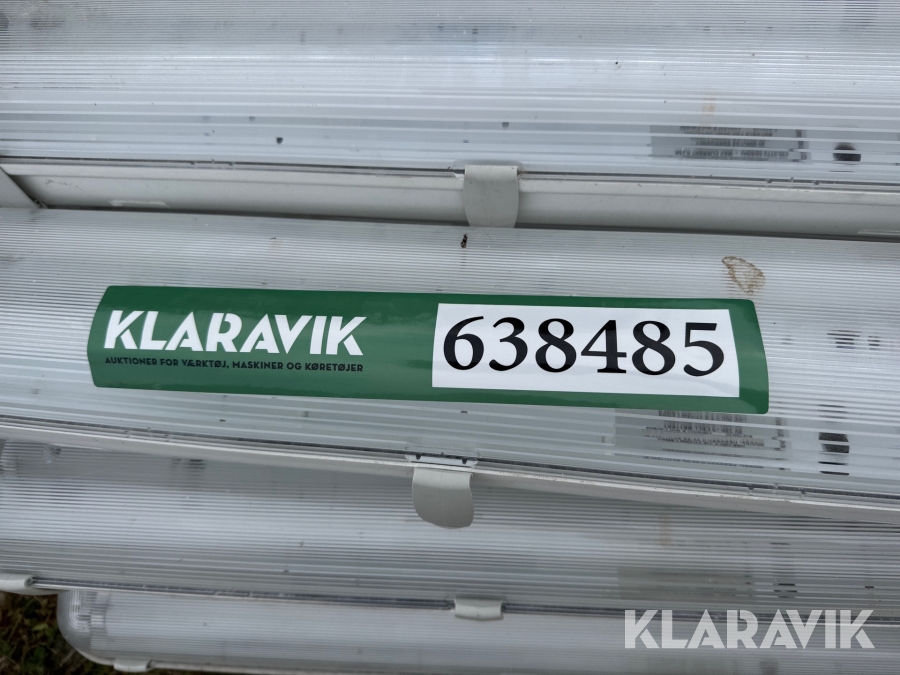 KLARAVIK
AUKTIONER FOR VÆRKTØJ, MASKINER OG KØRETØJER
638485
KLARAVIK